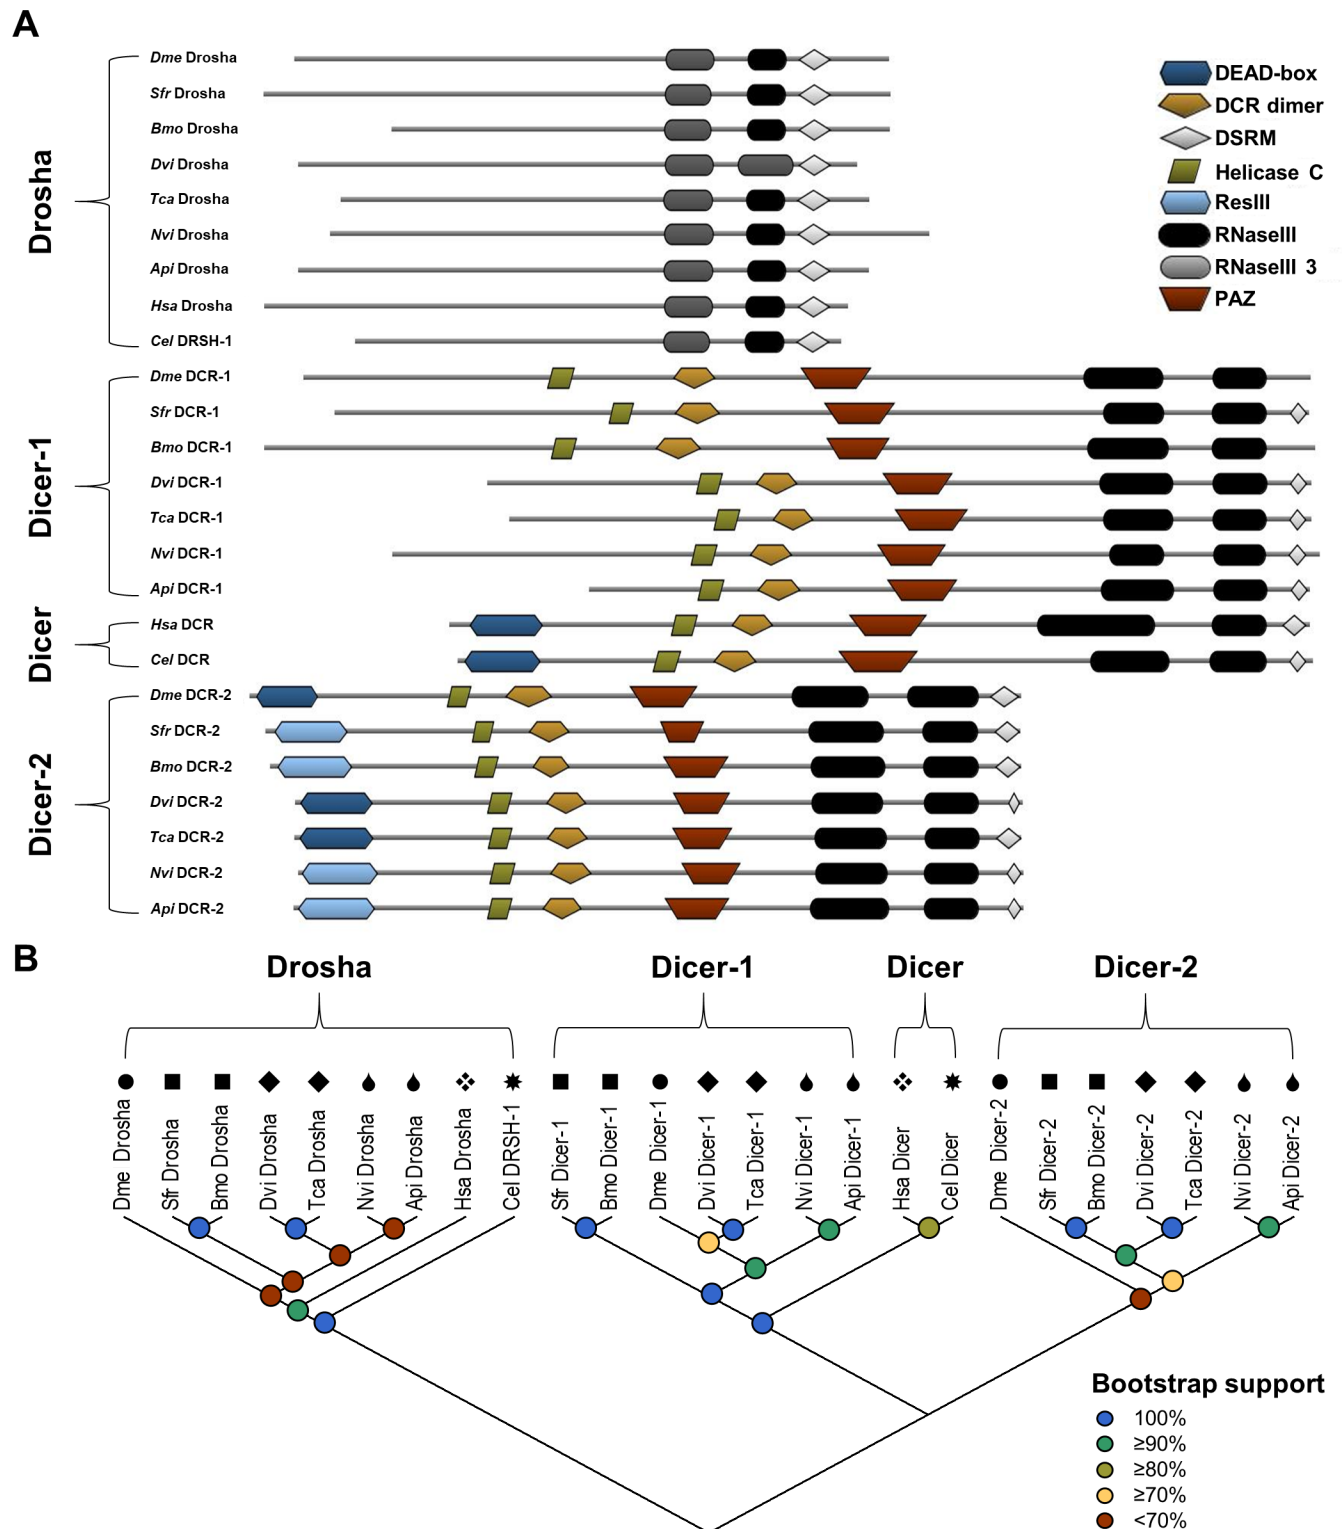 A
Drosha
Dme Drosha
Sfr Drosha
Bmo Drosha
Dvi Drosha
Tca Drosha
Nvi Drosha
Api Drosha
Hsa Drosha
Cel DRSH-1
DEAD-box
DCR dimer
DSRM
Helicase C
ResIII
RNaseIII
RNaseIII 3
PAZ
Dicer-1
Dme DCR-1
Sfr DCR-1
Bmo DCR-1
Dvi DCR-1
Tca DCR-1
Nvi DCR-1
Api DCR-1
Dicer
Hsa DCR
Cel DCR
Dicer-2
Dme DCR-2
Sfr DCR-2
Bmo DCR-2
Dvi DCR-2
Tca DCR-2
Nvi DCR-2
Api DCR-2
B
Drosha
Dicer-1
Dicer
Dicer-2
Dme Drosha
Sfr Drosha
Bmo Drosha
Dvi Drosha
Tca Drosha
Nvi Drosha
Api Drosha
Hsa Drosha
Cel DRSH-1
Sfr Dicer-1
Bmo Dicer-1
Dme Dicer-1
Dvi Dicer-1
Tca Dicer-1
Nvi Dicer-1
Api Dicer-1
Hsa Dicer
Cel Dicer
Dme Dicer-2
Sfr Dicer-2
Bmo Dicer-2
Dvi Dicer-2
Tca Dicer-2
Nvi Dicer-2
Api Dicer-2
Bootstrap support
100%
≥90%
≥80%
≥70%
<70%